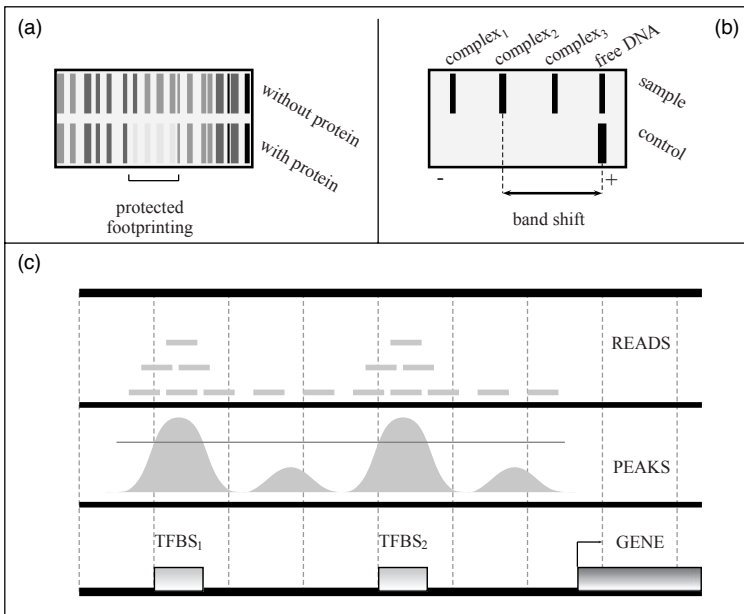 (a)
without protein
with protein
protected
footprinting
(b)
complex₁
complex₂
complex₃
free DNA
sample
control
-
+
band shift
(c)
READS
PEAKS
TFBS₁
TFBS₂
GENE